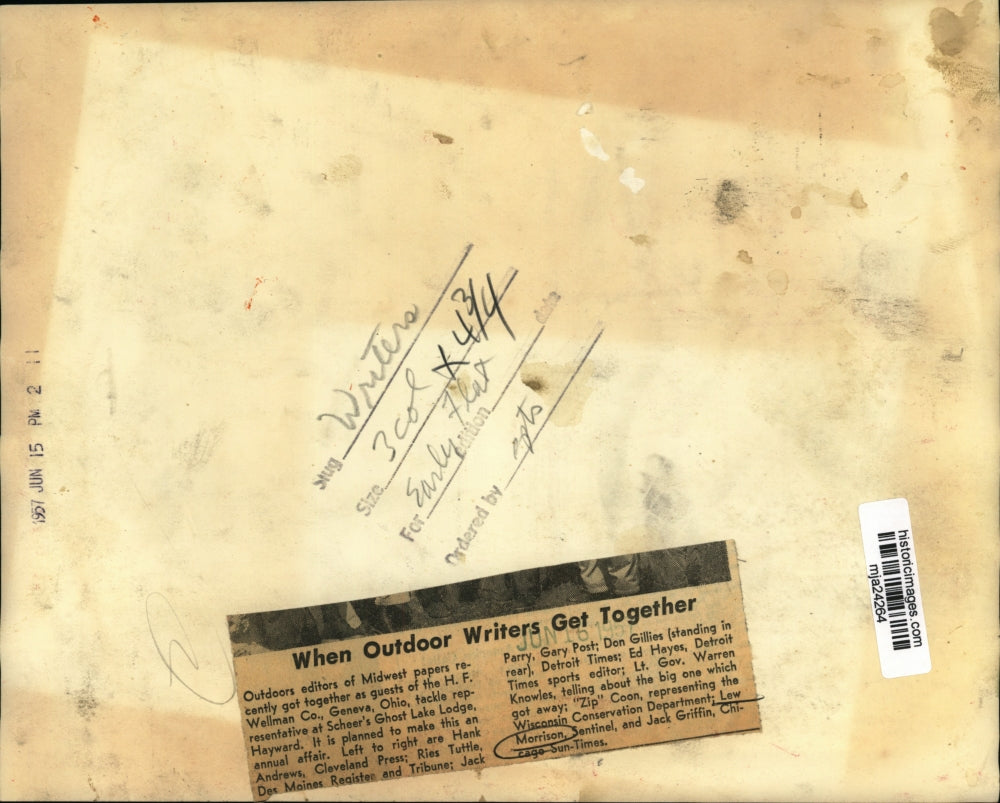 Slug Writers
Size 3 col x 4 3/4
For Early Flat edition date
Ordered by spts
1957 JUN 15 PM 2 11
historicimages.com
mja24264
JUN 16
When Outdoor Writers Get Together
Outdoors editors of Midwest papers re-
cently got together as guests of the H. F.
Wellman Co., Geneva, Ohio, tackle rep-
resentative at Scheer's Ghost Lake Lodge,
Hayward. It is planned to make this an
annual affair. Left to right are Hank
Andrews, Cleveland Press; Ries Tuttle,
Des Moines Register and Tribune; Jack
Parry, Gary Post; Don Gillies (standing in
rear), Detroit Times; Ed Hayes, Detroit
Times sports editor; Lt. Gov. Warren
Knowles, telling about the big one which
got away; "Zip" Coon, representing the
Wisconsin Conservation Department; Lew
Morrison, Sentinel, and Jack Griffin, Chi-
cago Sun-Times.